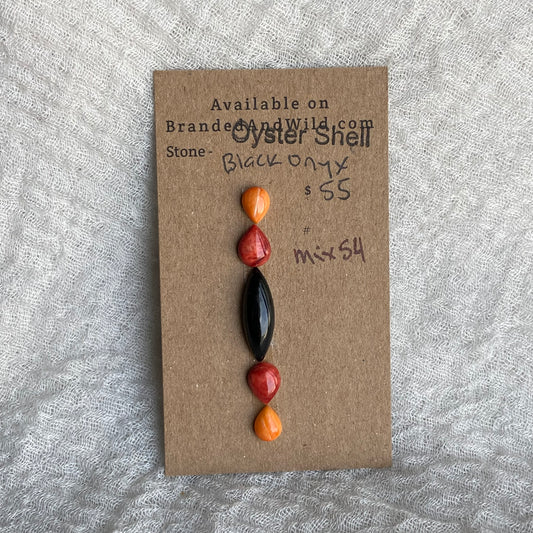 Available on
BrandedAndWild.com
Oyster Shell
Stone-
Black Onyx
$ 55
#
mix54